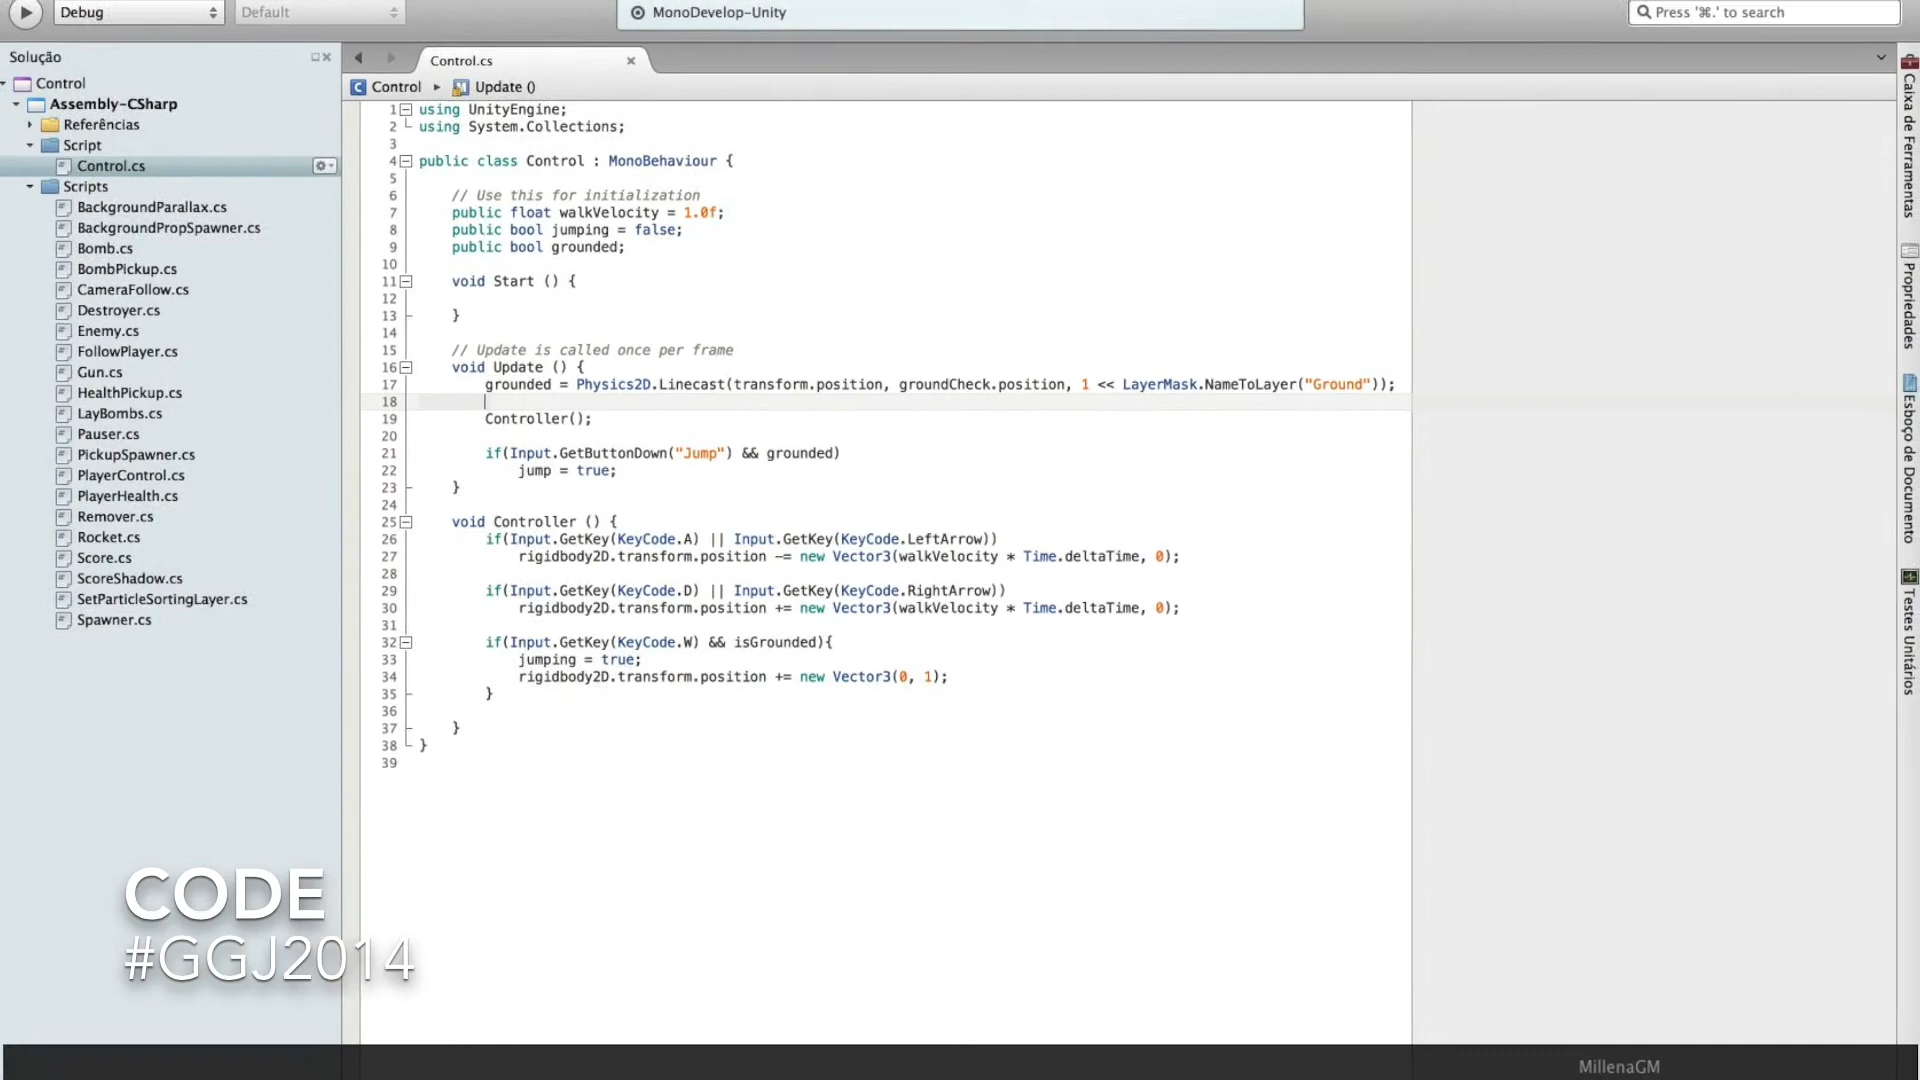 Debug
Default
MonoDevelop-Unity
Press '⌘.' to search
Solução
Control
Assembly-CSharp
Referências
Script
Control.cs
Scripts
BackgroundParallax.cs
BackgroundPropSpawner.cs
Bomb.cs
BombPickup.cs
CameraFollow.cs
Destroyer.cs
Enemy.cs
FollowPlayer.cs
Gun.cs
HealthPickup.cs
LayBombs.cs
Pauser.cs
PickupSpawner.cs
PlayerControl.cs
PlayerHealth.cs
Remover.cs
Rocket.cs
Score.cs
ScoreShadow.cs
SetParticleSortingLayer.cs
Spawner.cs
Control.cs
Control ▸ Update ()
1 using UnityEngine;
2 using System.Collections;
3
4 public class Control : MonoBehaviour {
5
6 // Use this for initialization
7 public float walkVelocity = 1.0f;
8 public bool jumping = false;
9 public bool grounded;
10
11 void Start () {
12
13 }
14
15 // Update is called once per frame
16 void Update () {
17 grounded = Physics2D.Linecast(transform.position, groundCheck.position, 1 << LayerMask.NameToLayer("Ground"));
18
19 Controller();
20
21 if(Input.GetButtonDown("Jump") && grounded)
22 jump = true;
23 }
24
25 void Controller () {
26 if(Input.GetKey(KeyCode.A) || Input.GetKey(KeyCode.LeftArrow))
27 rigidbody2D.transform.position -= new Vector3(walkVelocity * Time.deltaTime, 0);
28
29 if(Input.GetKey(KeyCode.D) || Input.GetKey(KeyCode.RightArrow))
30 rigidbody2D.transform.position += new Vector3(walkVelocity * Time.deltaTime, 0);
31
32 if(Input.GetKey(KeyCode.W) && isGrounded){
33 jumping = true;
34 rigidbody2D.transform.position += new Vector3(0, 1);
35 }
36
37 }
38 }
39
Caixa de Ferramentas
Propriedades
Esboço de Documento
Testes Unitários
CODE
#GGJ2014
MillenaGM